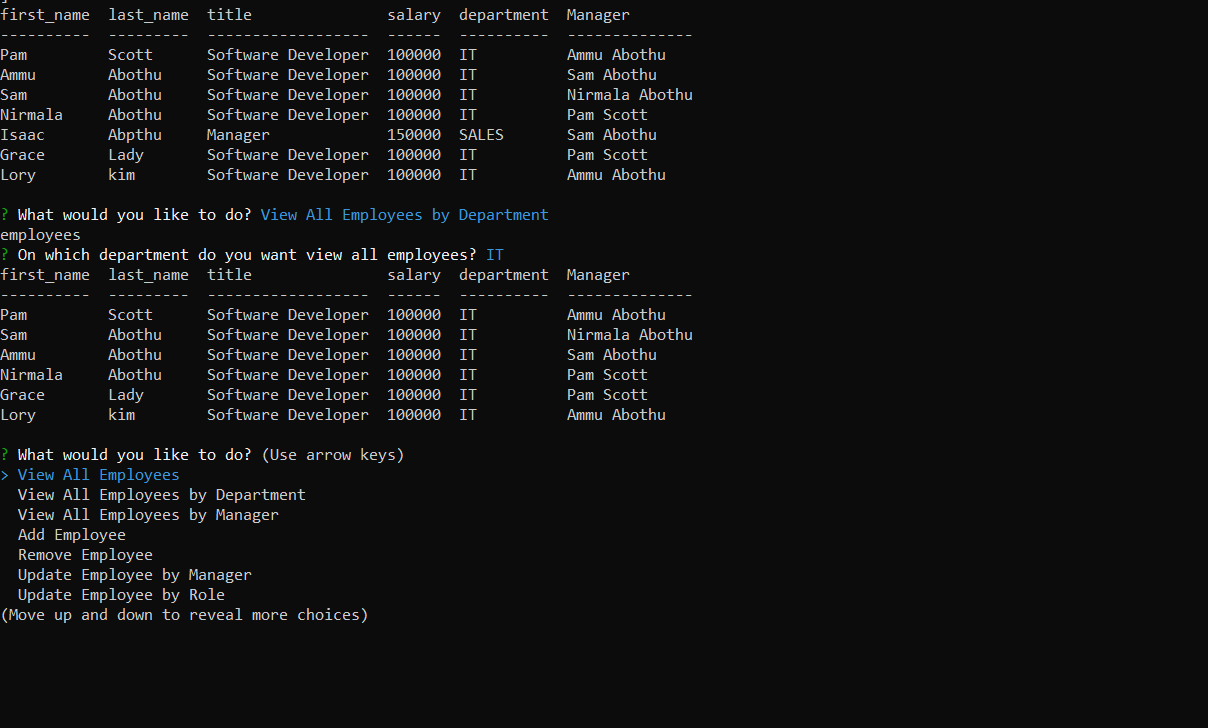 first_name  last_name  title               salary  department  Manager
----------  ---------  ------------------  ------  ----------  --------------
Pam         Scott      Software Developer  100000  IT          Ammu Abothu
Ammu        Abothu     Software Developer  100000  IT          Sam Abothu
Sam         Abothu     Software Developer  100000  IT          Nirmala Abothu
Nirmala     Abothu     Software Developer  100000  IT          Pam Scott
Isaac       Abpthu     Manager             150000  SALES       Sam Abothu
Grace       Lady       Software Developer  100000  IT          Pam Scott
Lory        kim        Software Developer  100000  IT          Ammu Abothu
? What would you like to do? View All Employees by Department
employees
? On which department do you want view all employees? IT
first_name  last_name  title               salary  department  Manager
----------  ---------  ------------------  ------  ----------  --------------
Pam         Scott      Software Developer  100000  IT          Ammu Abothu
Sam         Abothu     Software Developer  100000  IT          Nirmala Abothu
Ammu        Abothu     Software Developer  100000  IT          Sam Abothu
Nirmala     Abothu     Software Developer  100000  IT          Pam Scott
Grace       Lady       Software Developer  100000  IT          Pam Scott
Lory        kim        Software Developer  100000  IT          Ammu Abothu
? What would you like to do? (Use arrow keys)
> View All Employees
  View All Employees by Department
  View All Employees by Manager
  Add Employee
  Remove Employee
  Update Employee by Manager
  Update Employee by Role
(Move up and down to reveal more choices)